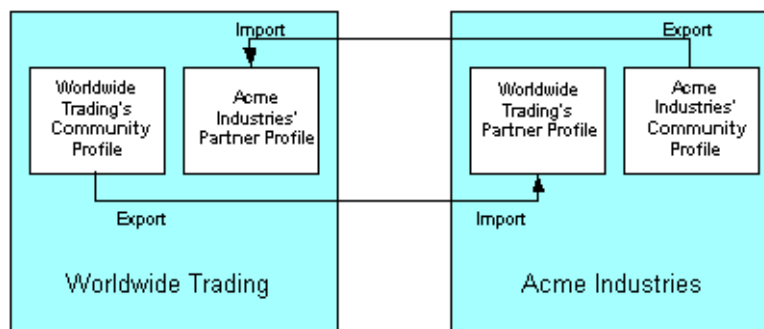 Import
Export
Worldwide
Trading's
Community
Profile
Acme
Industries'
Partner Profile
Worldwide
Trading's
Partner Profile
Acme
Industries'
Community
Profile
Export
Import
Worldwide Trading
Acme Industries